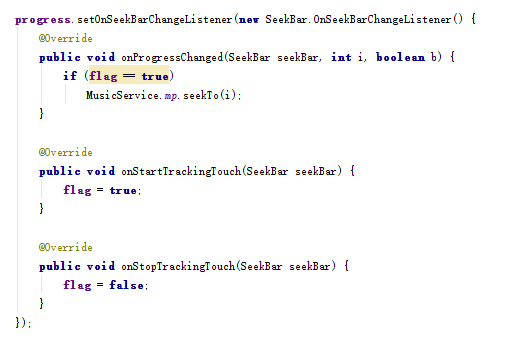 progress.setOnSeekBarChangeListener(new SeekBar.OnSeekBarChangeListener() {
@Override
public void onProgressChanged(SeekBar seekBar, int i, boolean b) {
if (flag == true)
MusicService.mp.seekTo(i);
}
@Override
public void onStartTrackingTouch(SeekBar seekBar) {
flag = true;
}
@Override
public void onStopTrackingTouch(SeekBar seekBar) {
flag = false;
}
});